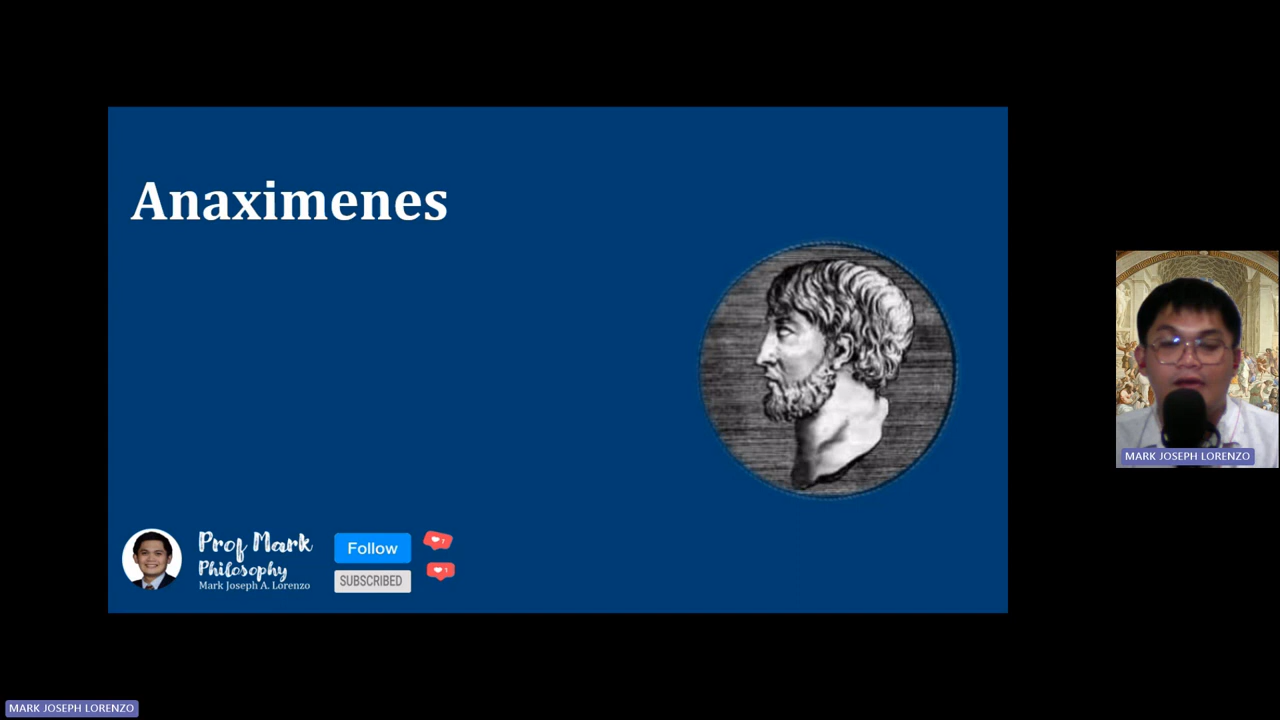 Anaximenes
Prof Mark
Philosophy
Mark Joseph A. Lorenzo
Follow
SUBSCRIBED
MARK JOSEPH LORENZO
MARK JOSEPH LORENZO